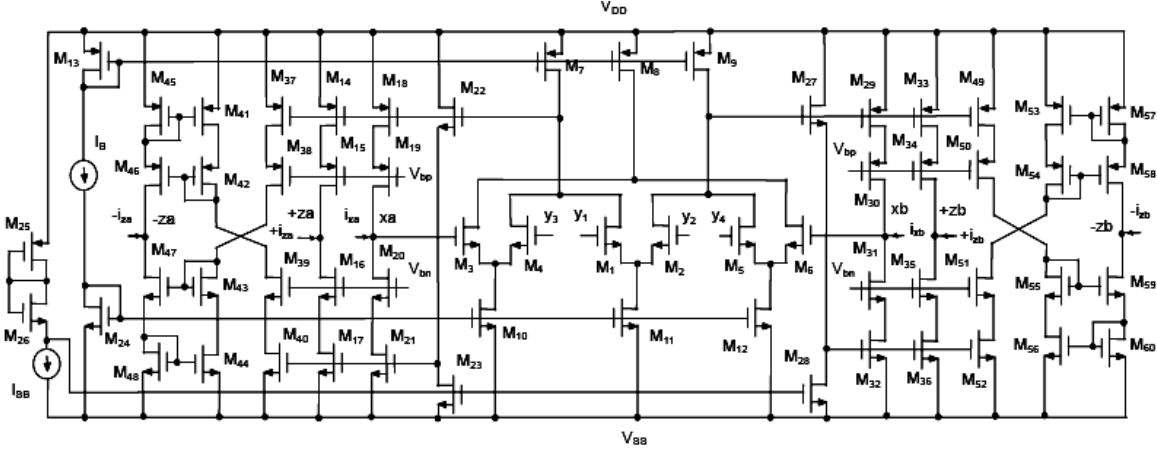 VDD
M13 M45 M41 M37 M14 M18 M22 M7 M8 M9 M27 M29 M33 M49 M53 M57
IB M46 M42 M38 M15 M19 Vbp Vbp M34 M50 M54 M58
M30
-iza -za +iza +za ixa xa y3 y1 y2 y4 xb ixb +zb +izb -zb -izb
M25 M47 M43 M39 M16 M20 Vbn M3 M4 M1 M2 M5 M6 M31 Vbn M35 M51 M55 M59
M26 M24 M10 M11 M12
M48 M44 M40 M17 M21 M23 M28 M32 M36 M52 M56 M60
VSS